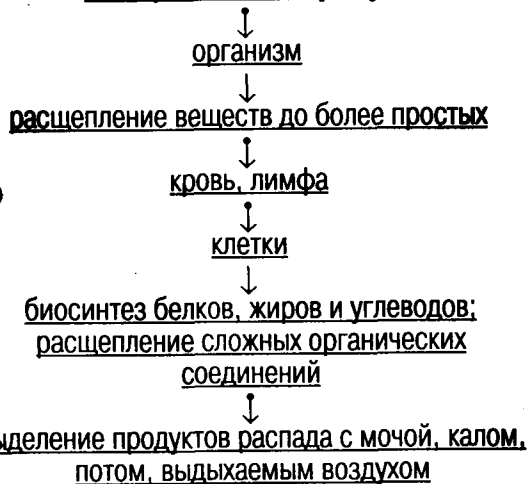 организм
расщепление веществ до более простых
кровь, лимфа
клетки
биосинтез белков, жиров и углеводов;
расщепление сложных органических
соединений
ыделение продуктов распада с мочой, калом,
потом, выдыхаемым воздухом